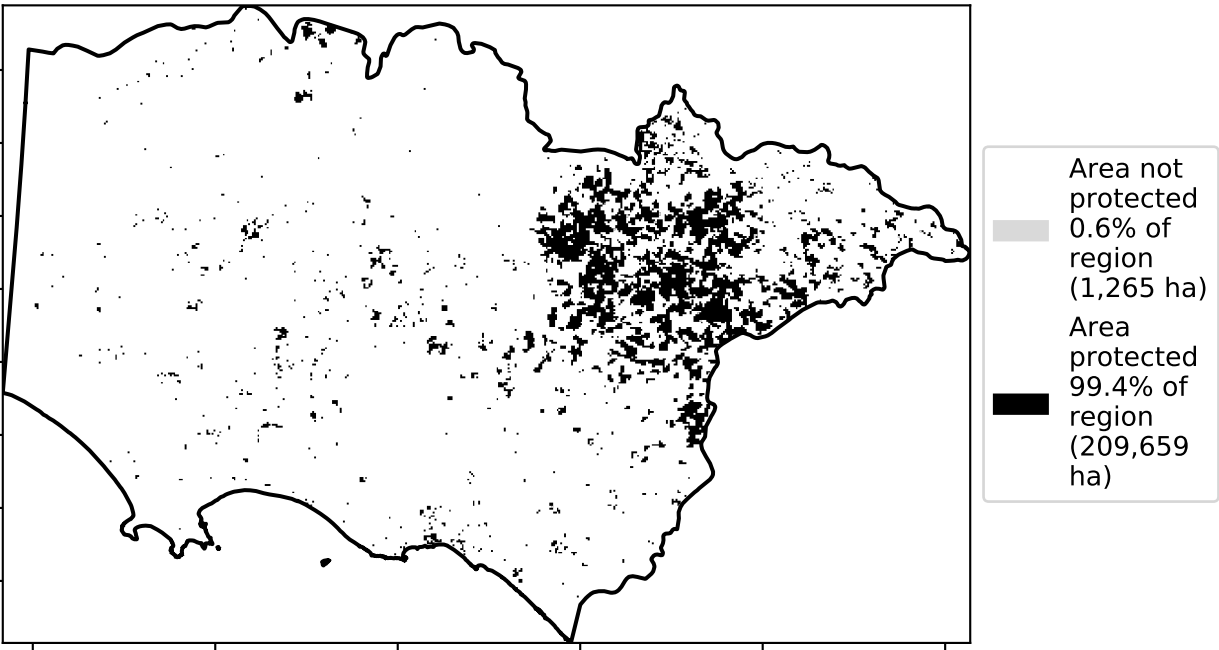 Area not
protected
0.6% of
region
(1,265 ha)
Area
protected
99.4% of
region
(209,659
ha)